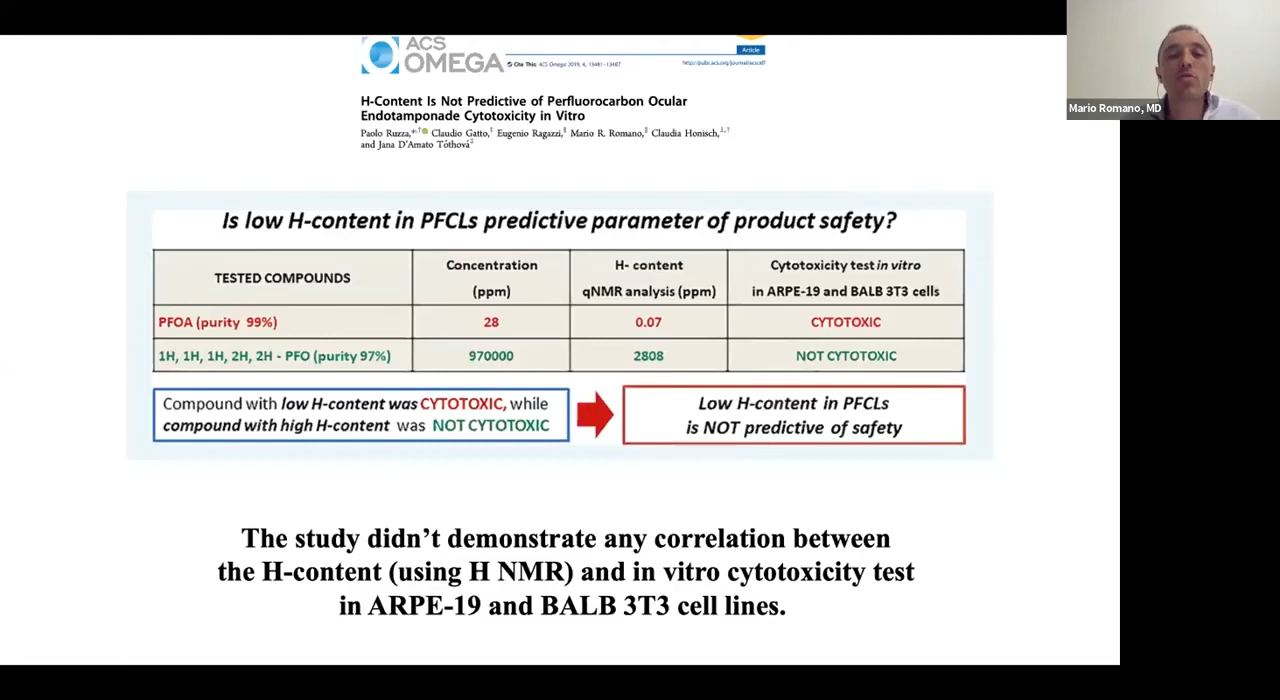 ACS
OMEGA
Cite This: ACS Omega 2019, 4, 13481−13487
Article
http://pubs.acs.org/journal/acsodf
H-Content Is Not Predictive of Perfluorocarbon Ocular
Endotamponade Cytotoxicity in Vitro
Paolo Ruzza,*,† Claudio Gatto,‡ Eugenio Ragazzi,§ Mario R. Romano,∥ Claudia Honisch,⊥,†
and Jana D’Amato Tóthová‡
Mario Romano, MD
Is low H-content in PFCLs predictive parameter of product safety?
TESTED COMPOUNDS
Concentration
(ppm)
H- content
qNMR analysis (ppm)
Cytotoxicity test in vitro
in ARPE-19 and BALB 3T3 cells
PFOA (purity 99%)
28
0.07
CYTOTOXIC
1H, 1H, 1H, 2H, 2H - PFO (purity 97%)
970000
2808
NOT CYTOTOXIC
Compound with low H-content was CYTOTOXIC, while
compound with high H-content was NOT CYTOTOXIC
Low H-content in PFCLs
is NOT predictive of safety
The study didn’t demonstrate any correlation between
the H-content (using H NMR) and in vitro cytotoxicity test
in ARPE-19 and BALB 3T3 cell lines.